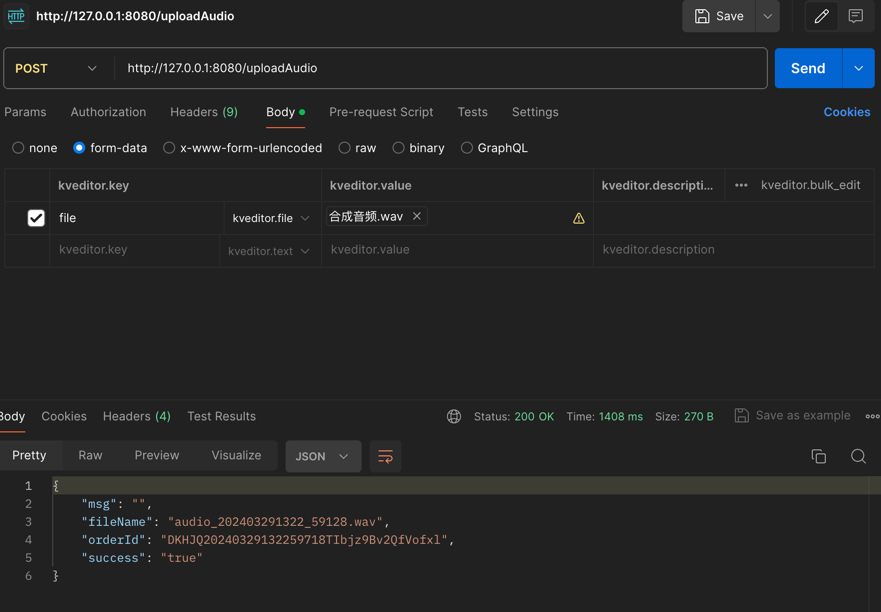 HTTP http://127.0.0.1:8080/uploadAudio Save
POST http://127.0.0.1:8080/uploadAudio Send
Params Authorization Headers (9) Body Pre-request Script Tests Settings Cookies
none form-data x-www-form-urlencoded raw binary GraphQL
kveditor.key kveditor.value kveditor.descripti... kveditor.bulk_edit
file kveditor.file 合成音频.wav
kveditor.key kveditor.text kveditor.value kveditor.description
Body Cookies Headers (4) Test Results Status: 200 OK Time: 1408 ms Size: 270 B Save as example
Pretty Raw Preview Visualize JSON
1 {
2 "msg": "",
3 "fileName": "audio_202403291322_59128.wav",
4 "orderId": "DKHJQ20240329132259718TIbjz9Bv2QfVofxl",
5 "success": "true"
6 }